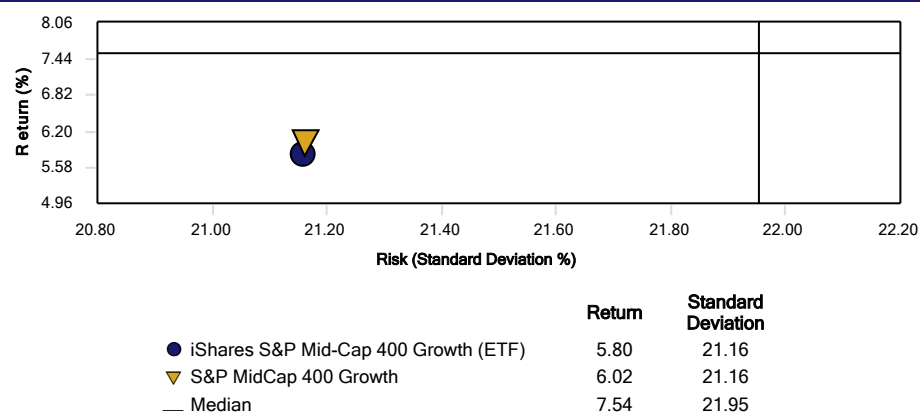 8.06
7.44
6.82
6.20
5.58
4.96
Return (%)
20.80 21.00 21.20 21.40 21.60 21.80 22.00 22.20
Risk (Standard Deviation %)
Return Standard Deviation
iShares S&P Mid-Cap 400 Growth (ETF) 5.80 21.16
S&P MidCap 400 Growth 6.02 21.16
Median 7.54 21.95